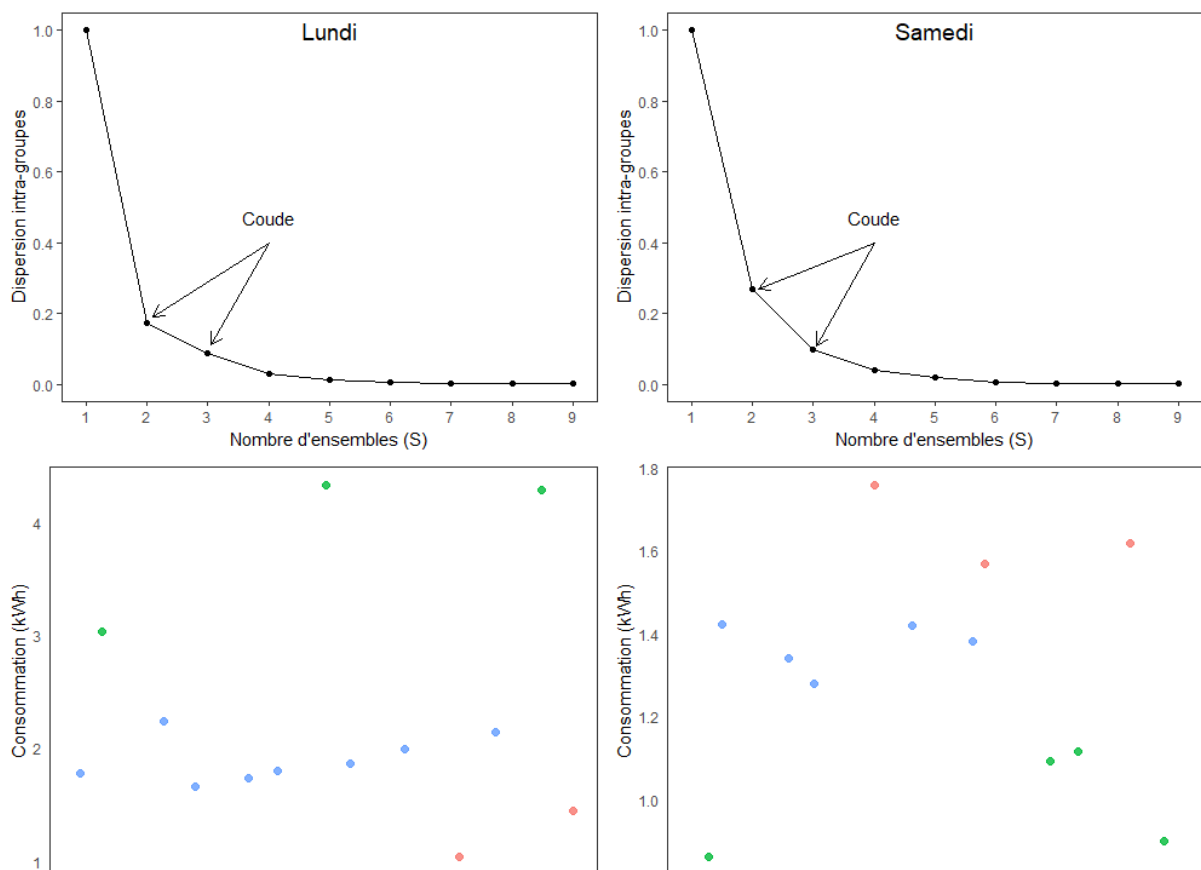 Lundi
Dispersion intra-groupes
1.0
0.8
0.6
0.4
0.2
0.0
Coude
1 2 3 4 5 6 7 8 9
Nombre d'ensembles (S)
Samedi
Dispersion intra-groupes
1.0
0.8
0.6
0.4
0.2
0.0
Coude
1 2 3 4 5 6 7 8 9
Nombre d'ensembles (S)
Consommation (kWh)
4
3
2
1
Consommation (kWh)
1.8
1.6
1.4
1.2
1.0